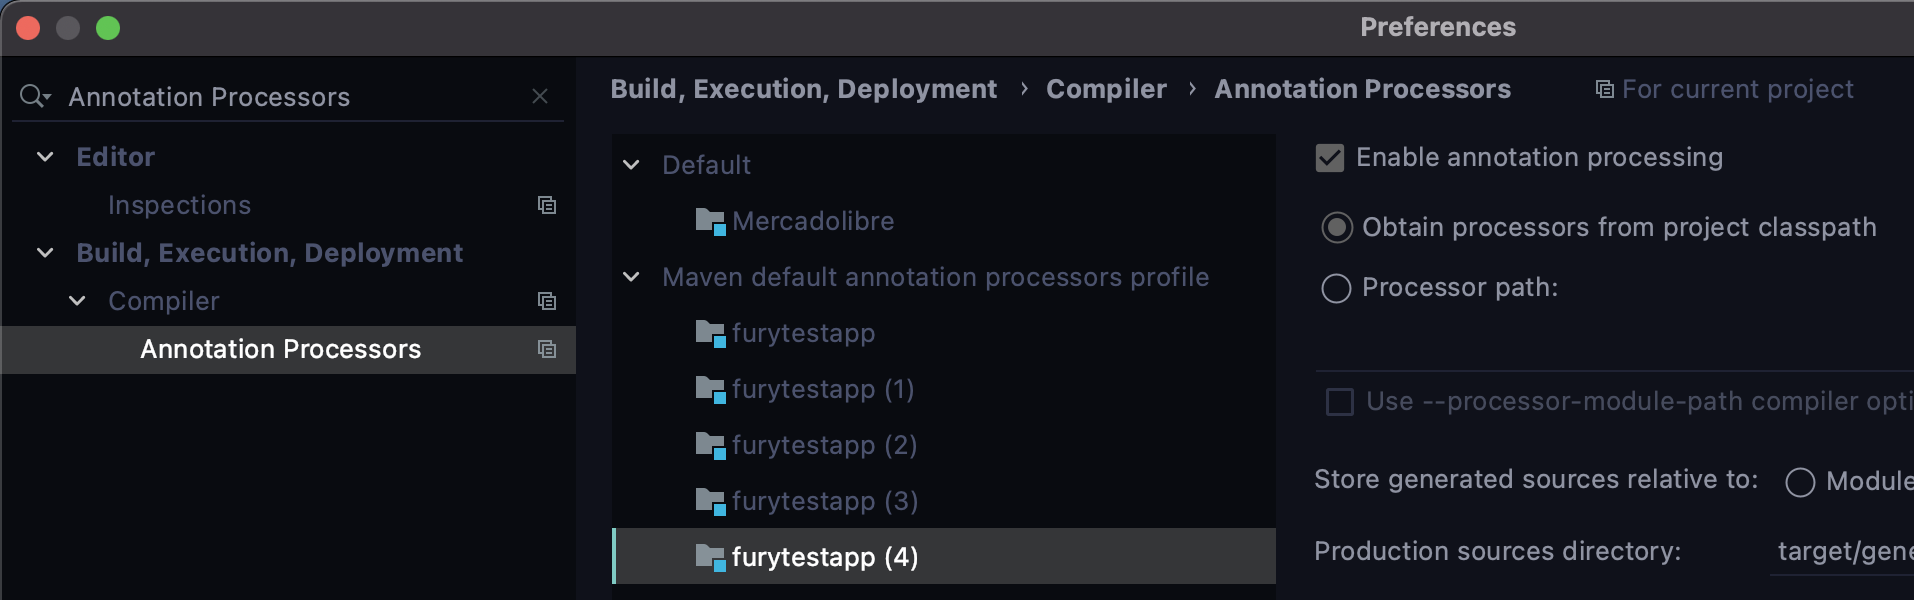 Preferences
Annotation Processors
Editor
Inspections
Build, Execution, Deployment
Compiler
Annotation Processors
Build, Execution, Deployment › Compiler › Annotation Processors
For current project
Default
Mercadolibre
Maven default annotation processors profile
furytestapp
furytestapp (1)
furytestapp (2)
furytestapp (3)
furytestapp (4)
Enable annotation processing
Obtain processors from project classpath
Processor path:
Use --processor-module-path compiler opti
Store generated sources relative to: Module
Production sources directory: target/gene